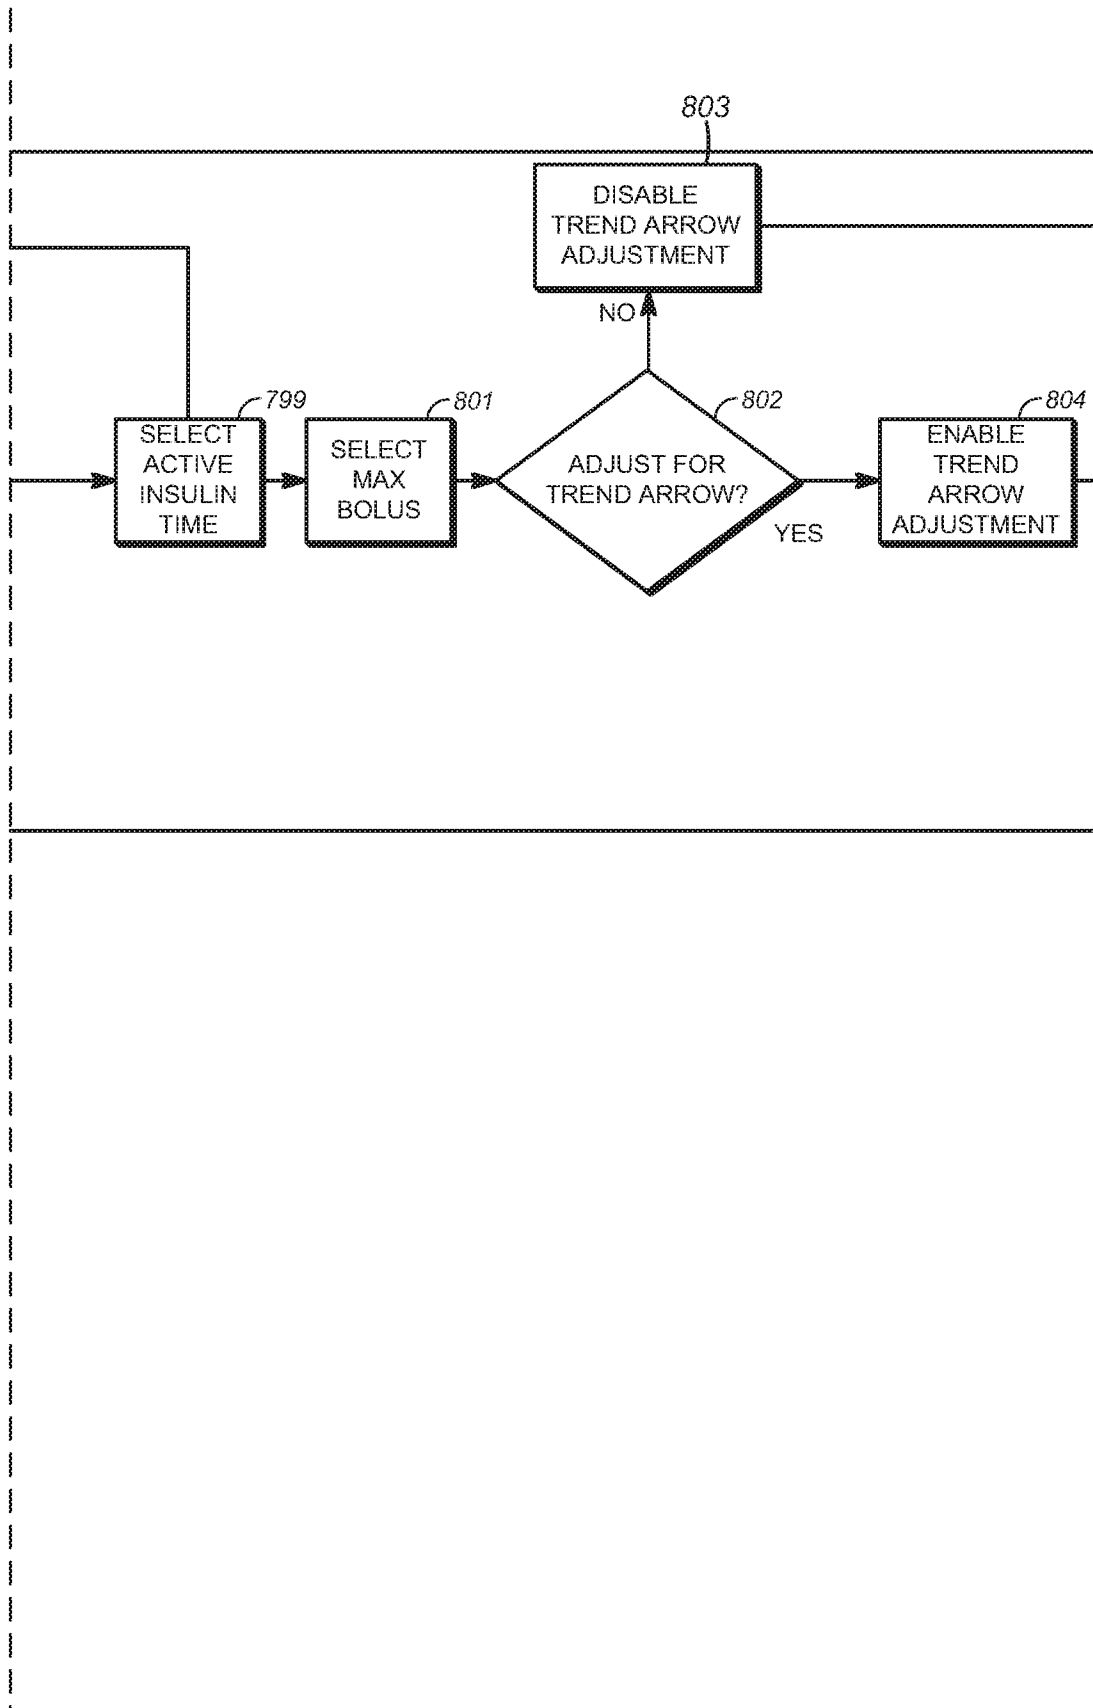 803
DISABLE
TREND ARROW
ADJUSTMENT
NO
799
SELECT
ACTIVE
INSULIN
TIME
801
SELECT
MAX
BOLUS
802
ADJUST FOR
TREND ARROW?
YES
804
ENABLE
TREND
ARROW
ADJUSTMENT